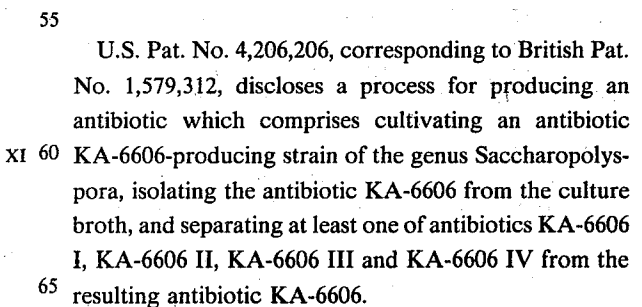 55
U.S. Pat. No. 4,206,206, corresponding to British Pat.
No. 1,579,312, discloses a process for producing an
antibiotic which comprises cultivating an antibiotic
XI 60 KA-6606-producing strain of the genus Saccharopolys-
pora, isolating the antibiotic KA-6606 from the culture
broth, and separating at least one of antibiotics KA-6606
I, KA-6606 II, KA-6606 III and KA-6606 IV from the
65 resulting antibiotic KA-6606.